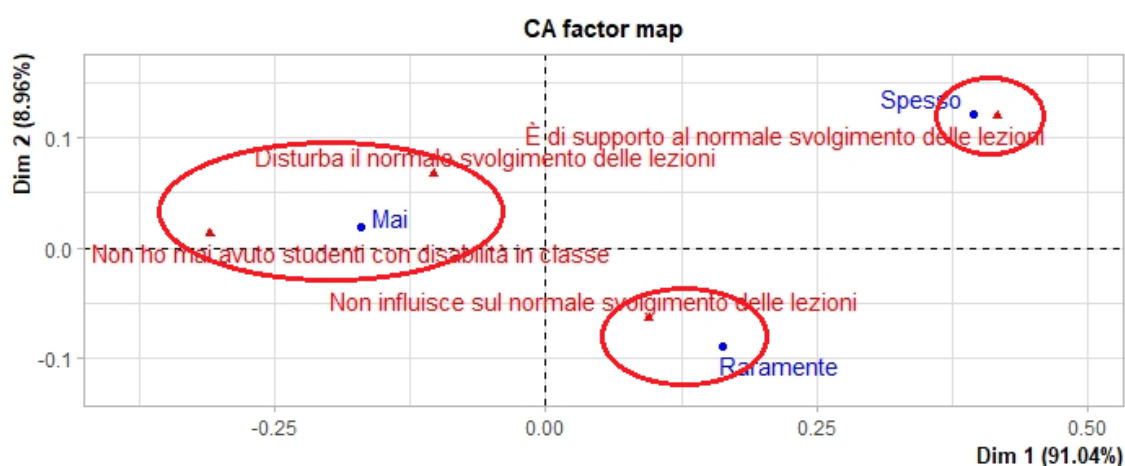 CA factor map
Dim 2 (8.96%)
Spesso
0.1
È di supporto al normale svolgimento delle lezioni
Disturba il normale svolgimento delle lezioni
Mai
0.0
Non ho mai avuto studenti con disabilità in classe
Non influisce sul normale svolgimento delle lezioni
-0.1
Raramente
-0.25
0.00
0.25
0.50
Dim 1 (91.04%)